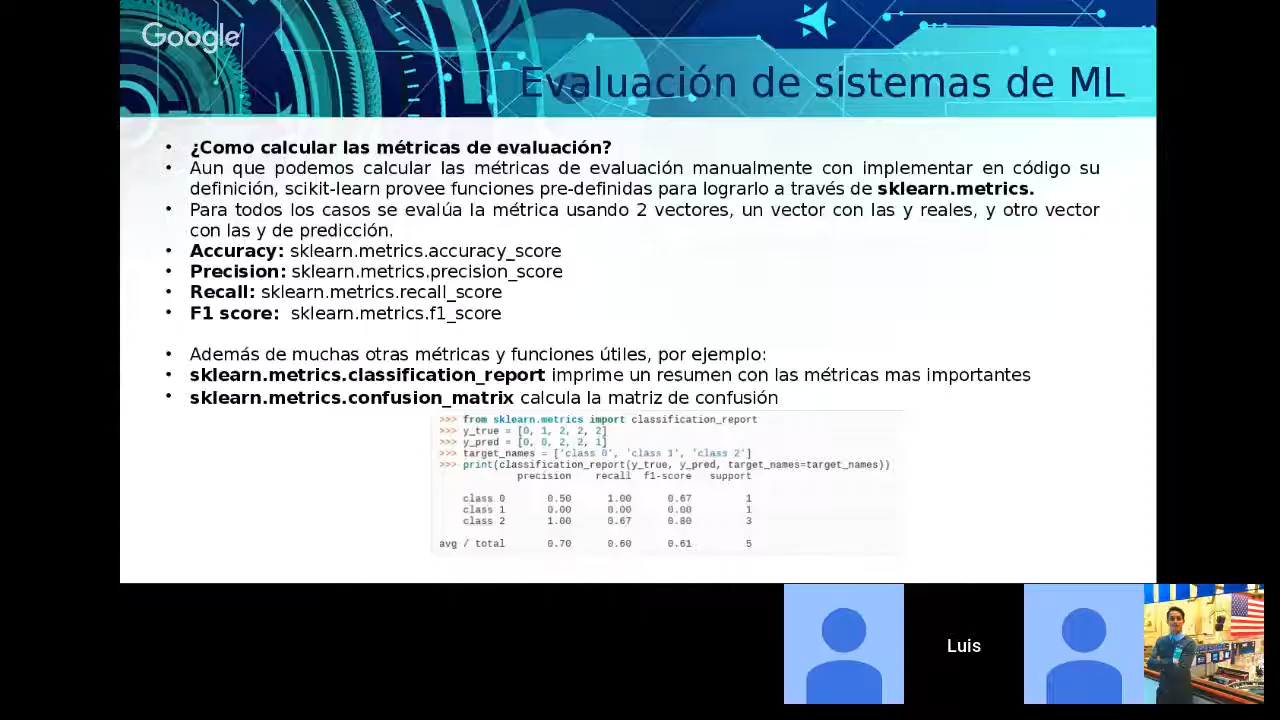 Google
Evaluación de sistemas de ML
• ¿Como calcular las métricas de evaluación?
• Aun que podemos calcular las métricas de evaluación manualmente con implementar en código su
definición, scikit-learn provee funciones pre-definidas para lograrlo a través de sklearn.metrics.
• Para todos los casos se evalúa la métrica usando 2 vectores, un vector con las y reales, y otro vector
con las y de predicción.
• Accuracy: sklearn.metrics.accuracy_score
• Precision: sklearn.metrics.precision_score
• Recall: sklearn.metrics.recall_score
• F1 score: sklearn.metrics.f1_score
• Además de muchas otras métricas y funciones útiles, por ejemplo:
• sklearn.metrics.classification_report imprime un resumen con las métricas mas importantes
• sklearn.metrics.confusion_matrix calcula la matriz de confusión
>>> from sklearn.metrics import classification_report
>>> y_true = [0, 1, 2, 2, 2]
>>> y_pred = [0, 0, 2, 2, 1]
>>> target_names = ['class 0', 'class 1', 'class 2']
>>> print(classification_report(y_true, y_pred, target_names=target_names))
precision recall f1-score support
class 0 0.50 1.00 0.67 1
class 1 0.00 0.00 0.00 1
class 2 1.00 0.67 0.80 3
avg / total 0.70 0.60 0.61 5
Luis